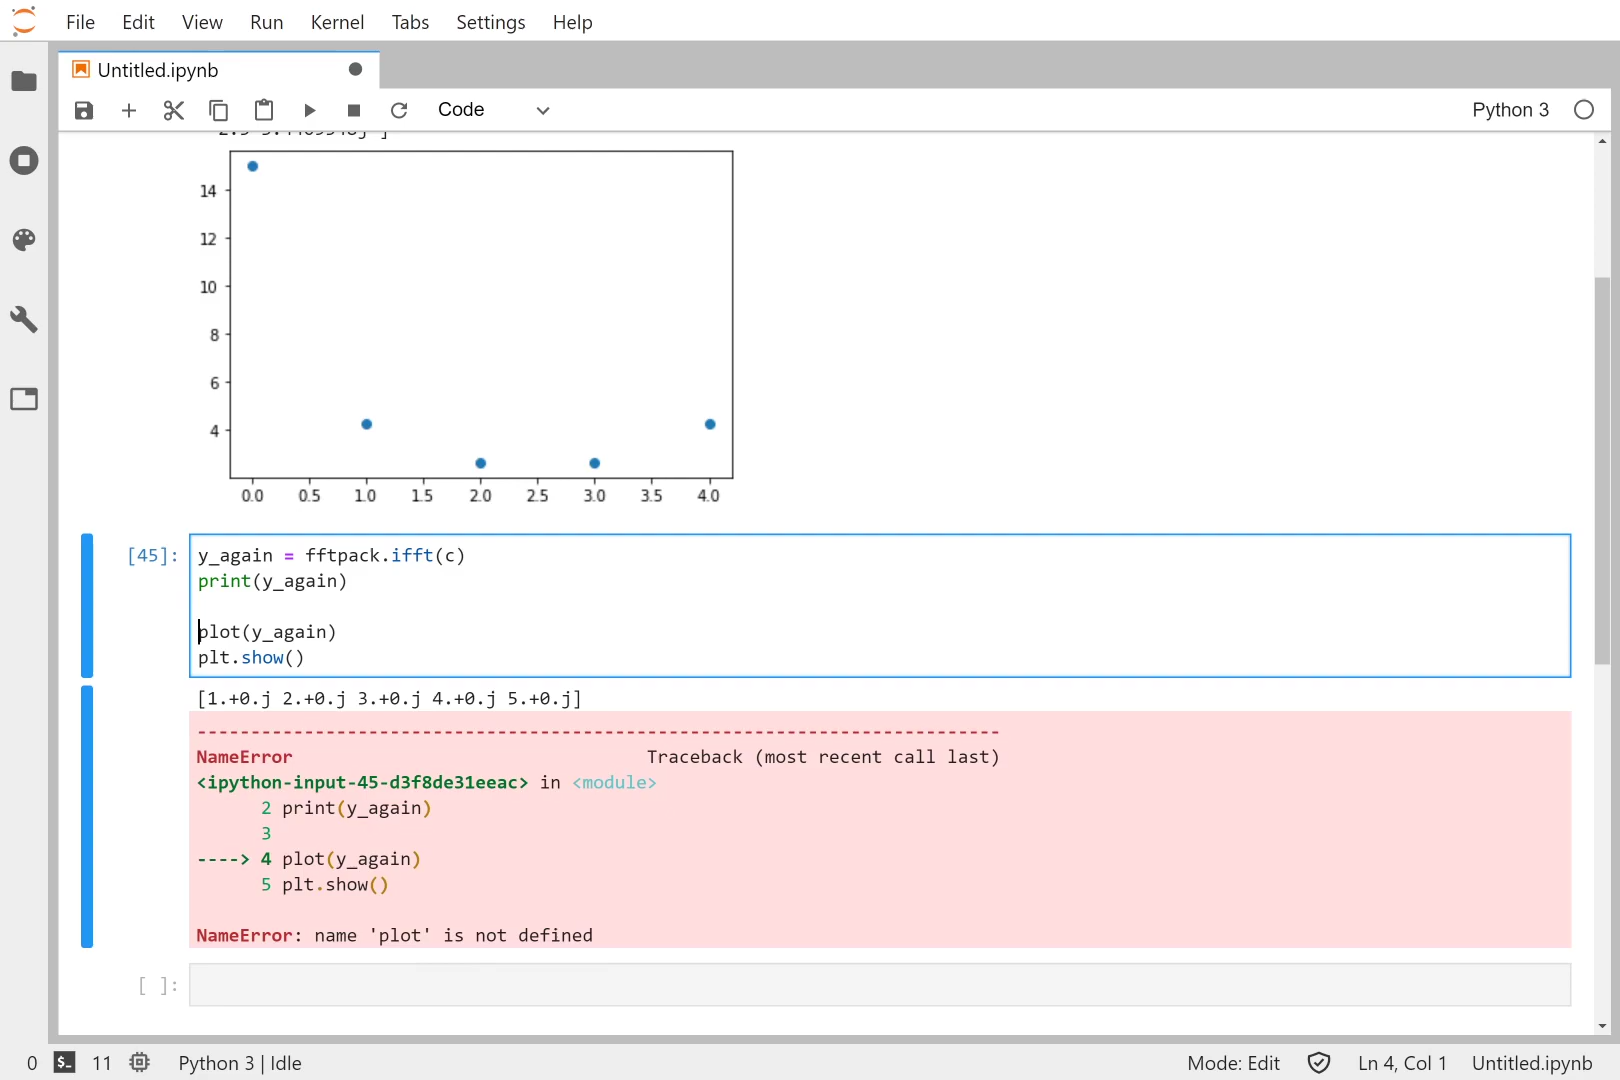 File Edit View Run Kernel Tabs Settings Help
Untitled.ipynb
Code
Python 3
14
12
10
8
6
4
0.0 0.5 1.0 1.5 2.0 2.5 3.0 3.5 4.0
[45]: y_again = fftpack.ifft(c)
print(y_again)
plot(y_again)
plt.show()
[1.+0.j 2.+0.j 3.+0.j 4.+0.j 5.+0.j]
---------------------------------------------------------------------------
NameError Traceback (most recent call last)
<ipython-input-45-d3f8de31eeac> in <module>
2 print(y_again)
3
----> 4 plot(y_again)
5 plt.show()
NameError: name 'plot' is not defined
[ ]:
0 $_ 11 Python 3 | Idle Mode: Edit Ln 4, Col 1 Untitled.ipynb